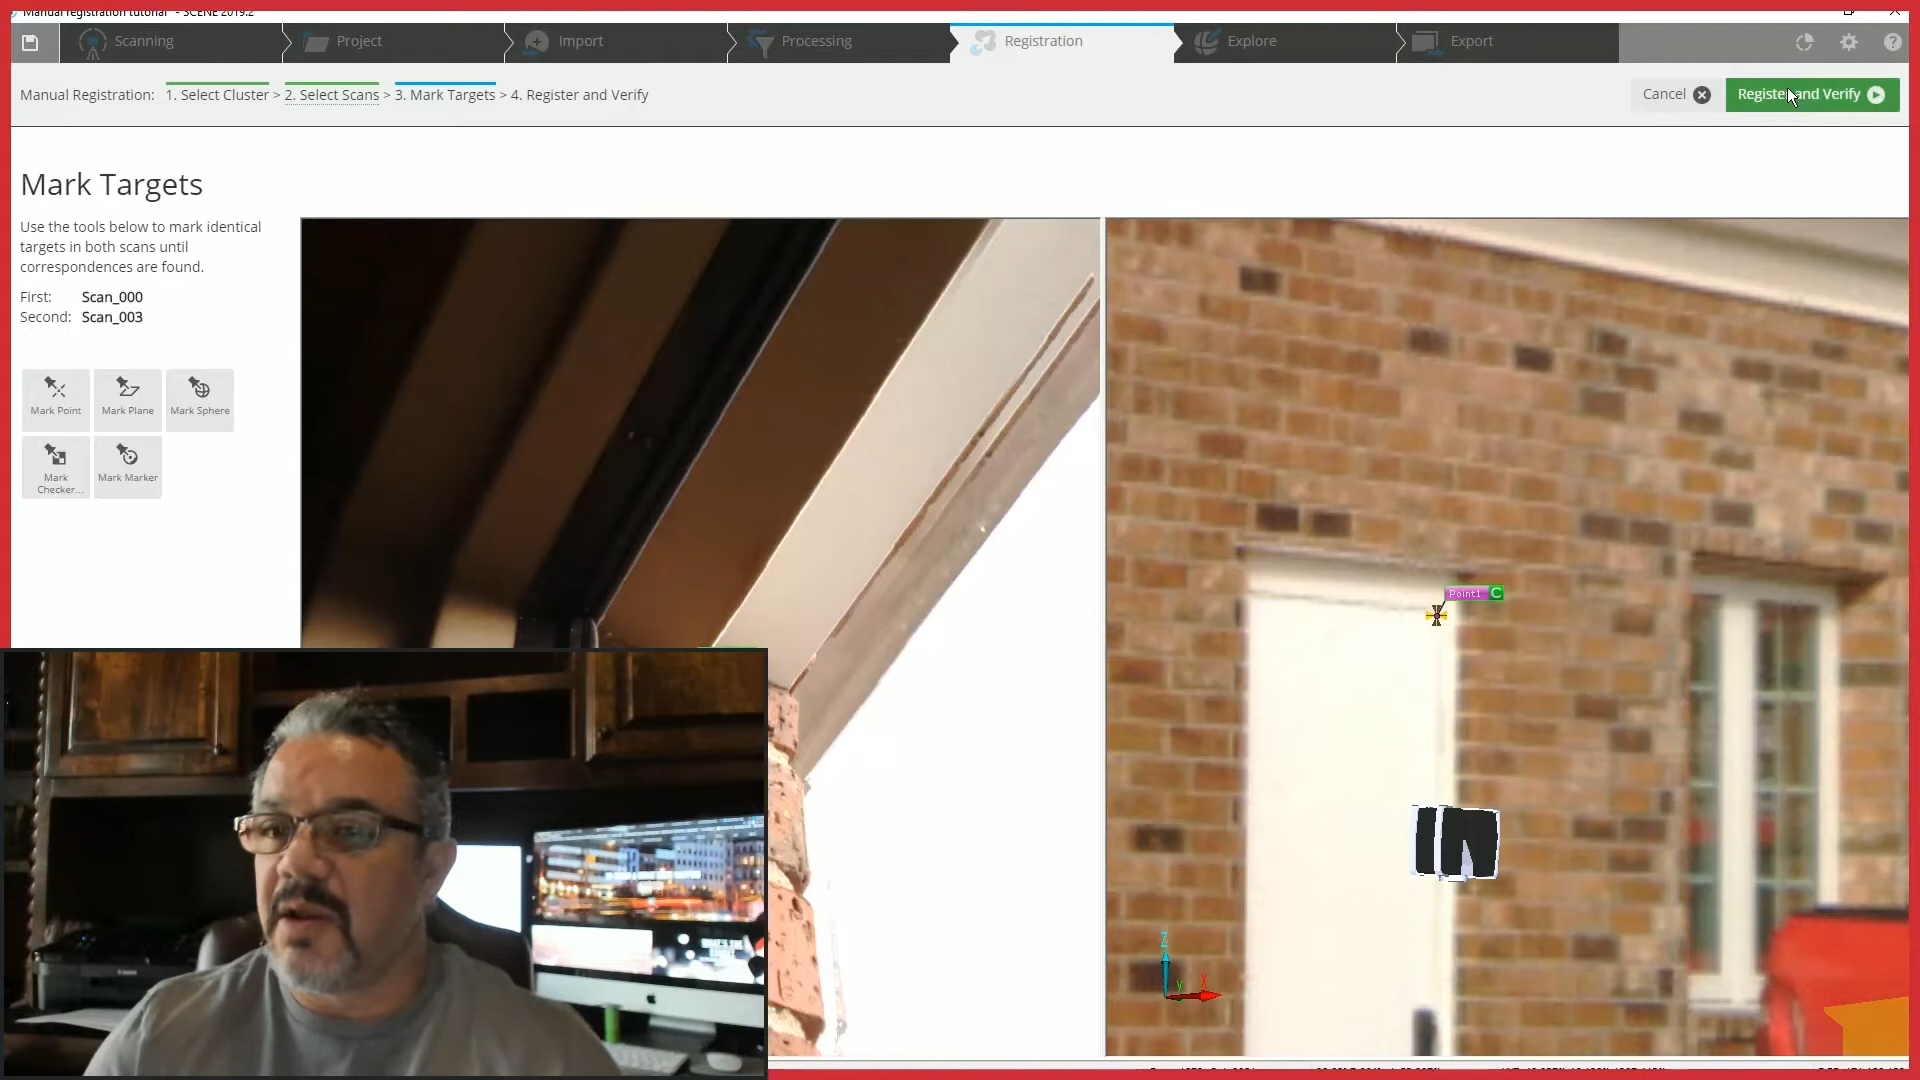 Manual registration tutorial - SCENE 2019.2
Scanning
Project
Import
Processing
Registration
Explore
Export
Manual Registration: 1. Select Cluster > 2. Select Scans > 3. Mark Targets > 4. Register and Verify
Cancel
Register and Verify
Mark Targets
Use the tools below to mark identical
targets in both scans until
correspondences are found.
First: Scan_000
Second: Scan_003
Mark Point
Mark Plane
Mark Sphere
Mark
Checker...
Mark Marker
Point1 C
Z
Y
X